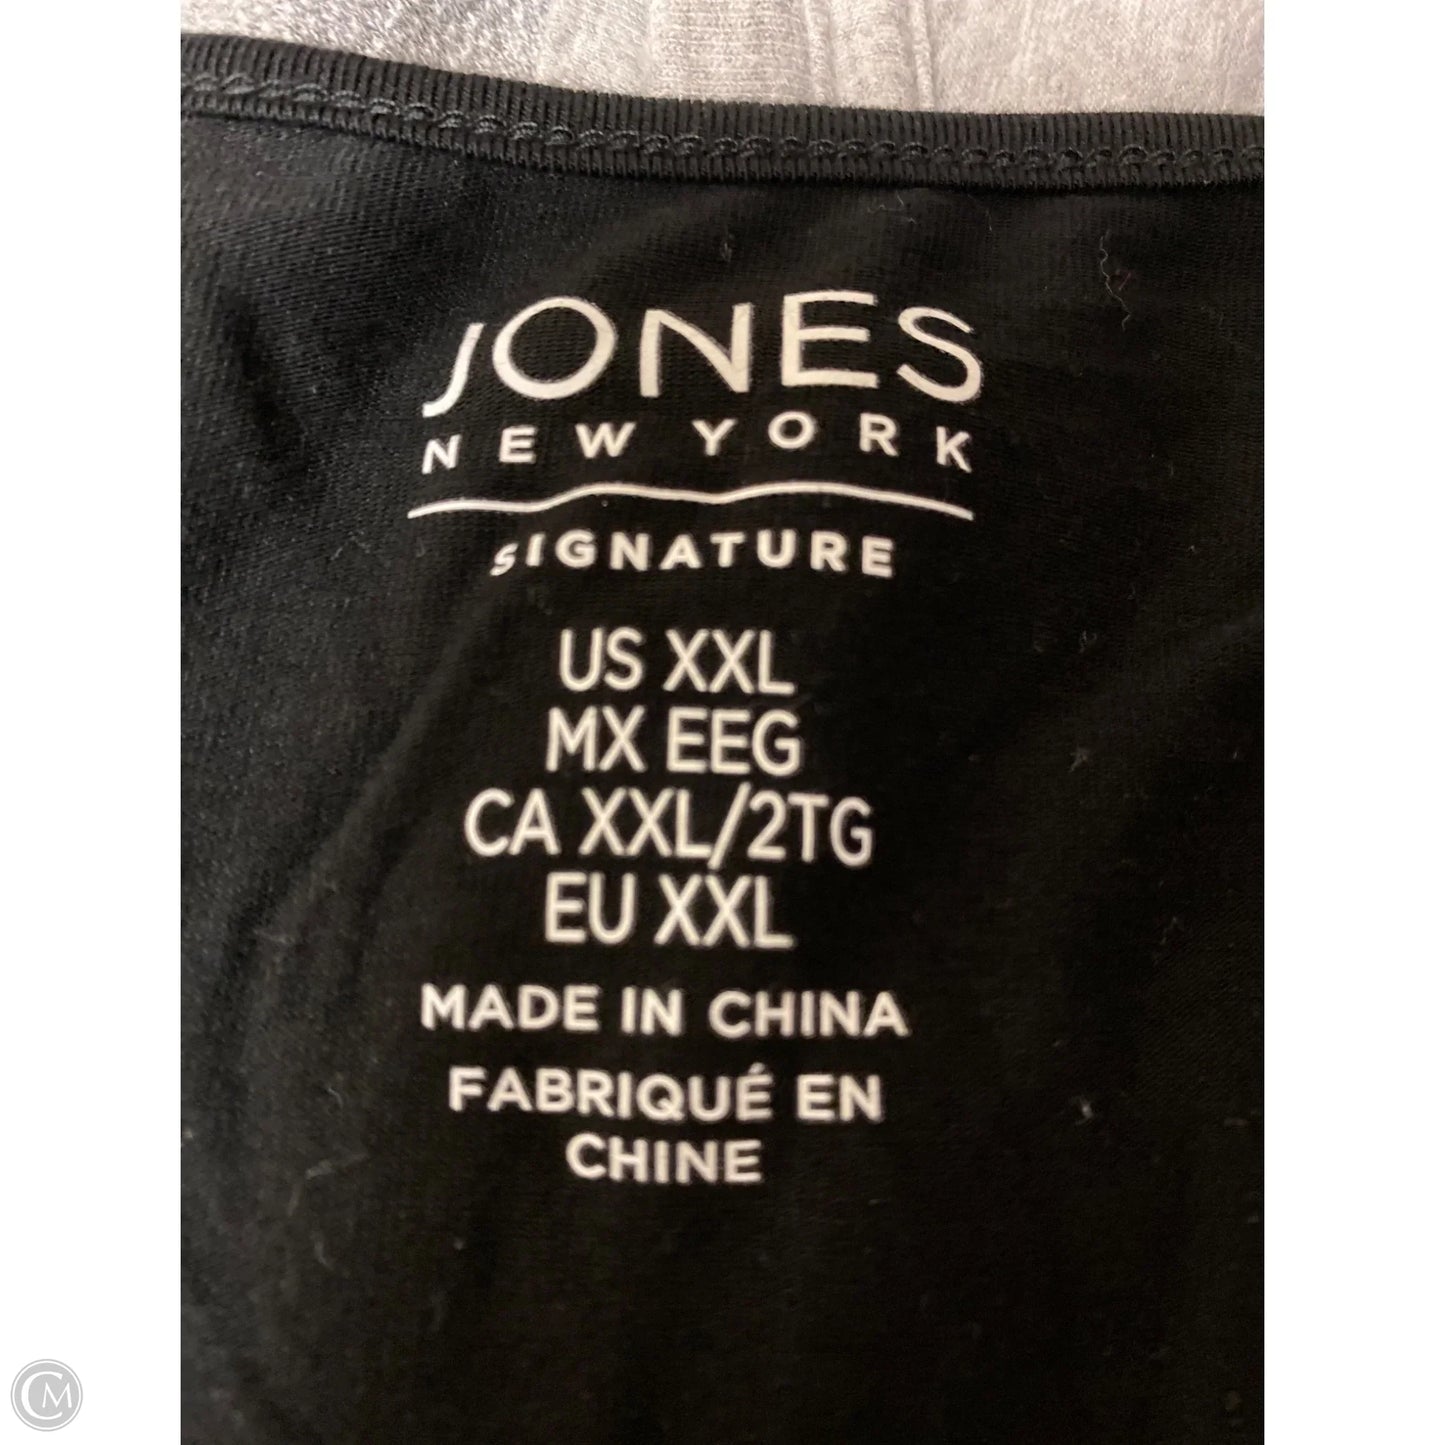 JONES
NEW YORK
SIGNATURE
US XXL
MX EEG
CA XXL/2TG
EU XXL
MADE IN CHINA
FABRIQUÉ EN
CHINE
CM